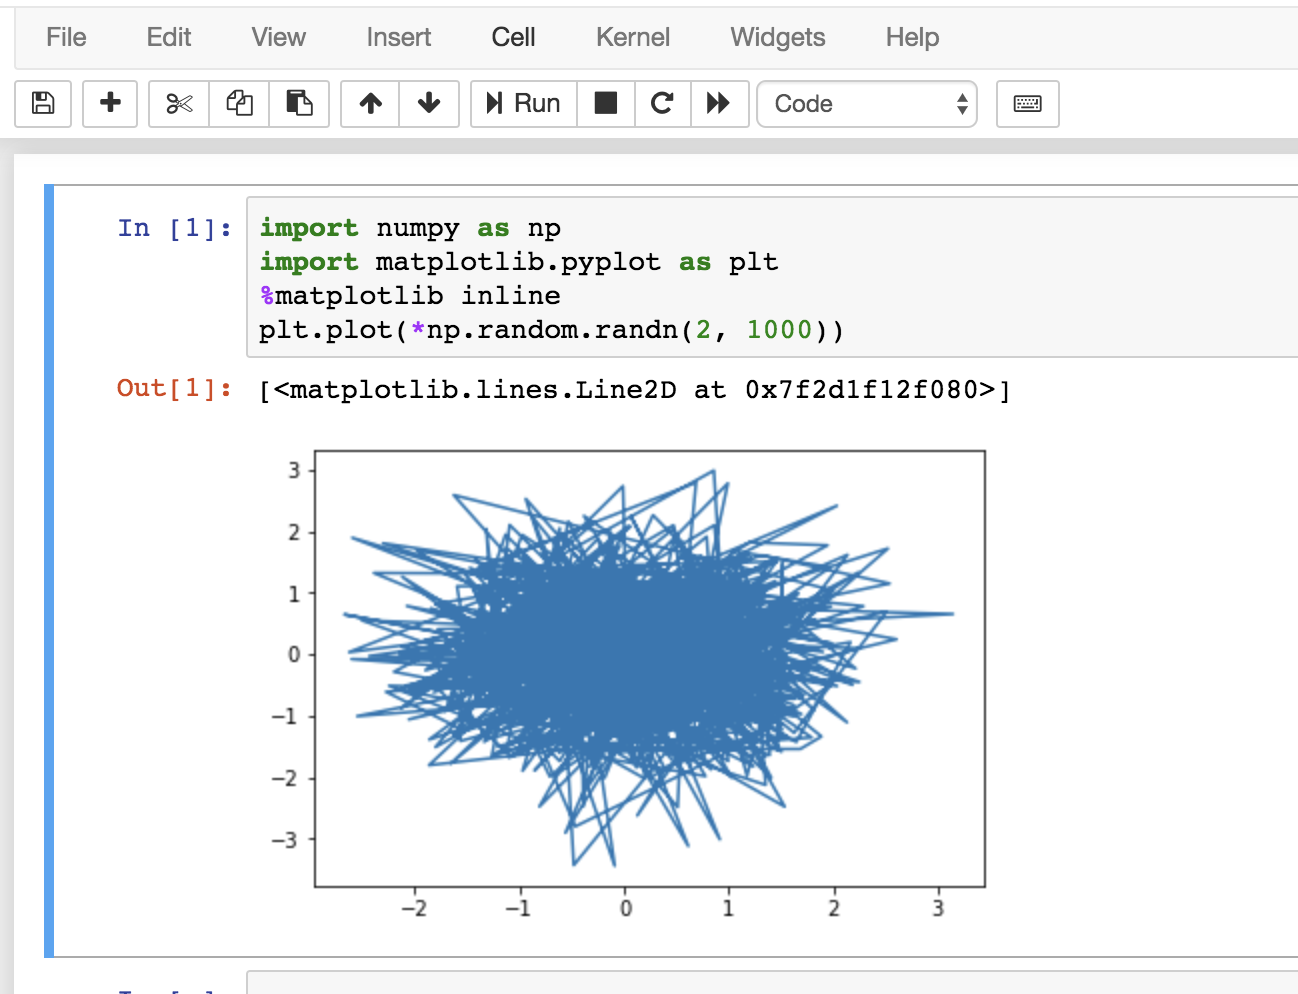 File Edit View Insert Cell Kernel Widgets Help
Run Code
In [1]:
import numpy as np
import matplotlib.pyplot as plt
%matplotlib inline
plt.plot(*np.random.randn(2, 1000))
Out[1]: [<matplotlib.lines.Line2D at 0x7f2d1f12f080>]
3
2
1
0
−1
−2
−3
−2 −1 0 1 2 3